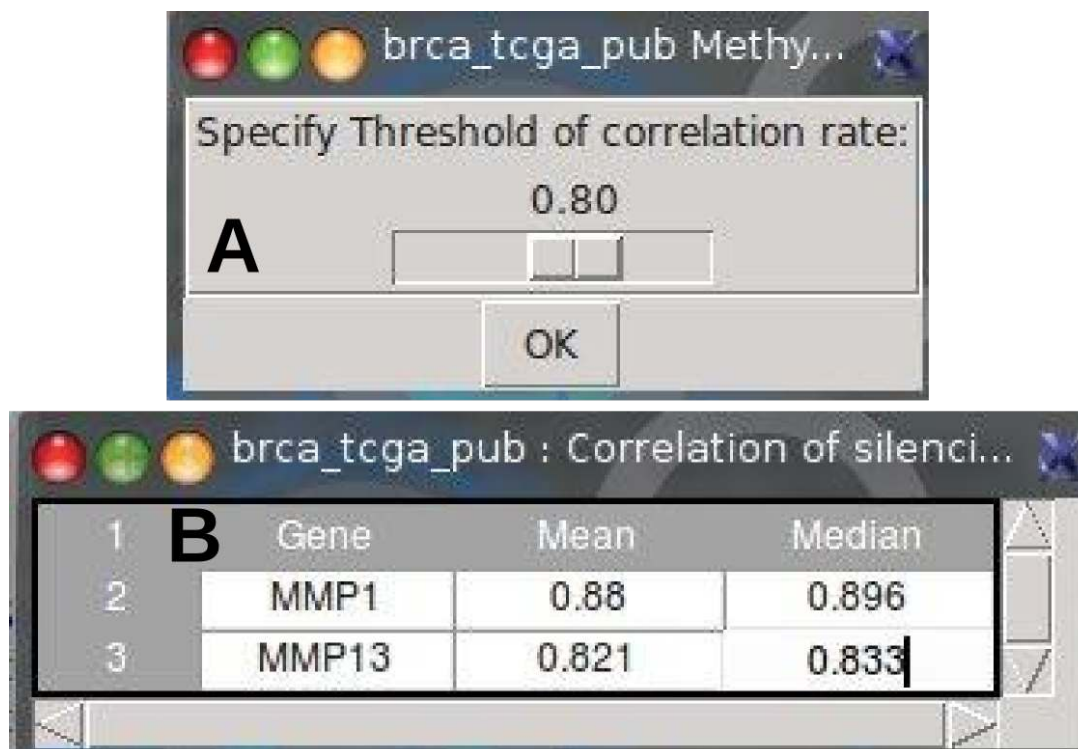 brca_tcga_pub Methy...
Specify Threshold of correlation rate:
0.80
A
OK
brca_tcga_pub : Correlation of silenci...
1 B Gene Mean Median
2 MMP1 0.88 0.896
3 MMP13 0.821 0.833